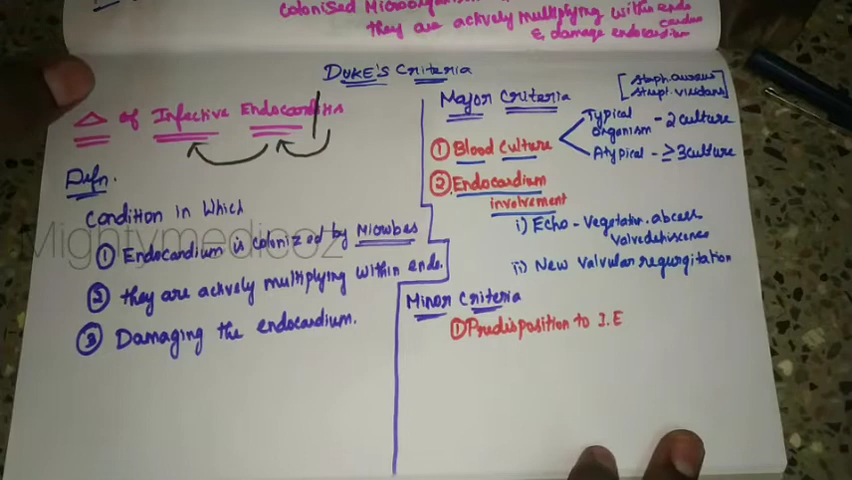 Colonised Microorganism
they are actively multiplying within endo
cardium
& damage endocardium
DUKE'S Criteria
△ of Infective Endocarditis
Defn.
Condition in Which
① Endocardium is colonized by Microbes
② they are actively multiplying within endo.
③ Damaging the endocardium.
Mightymedicoz
Major Criteria
[Staph. aureus
Strept. viridans]
① Blood Culture
Typical organism - 2 culture
Atypical - ≥ 3 culture
② Endocardium
involvement
i) Echo - Vegetation. abcess
Valve dehiscence
ii) New valvular regurgitation
Minor Criteria
① Predisposition to I.E